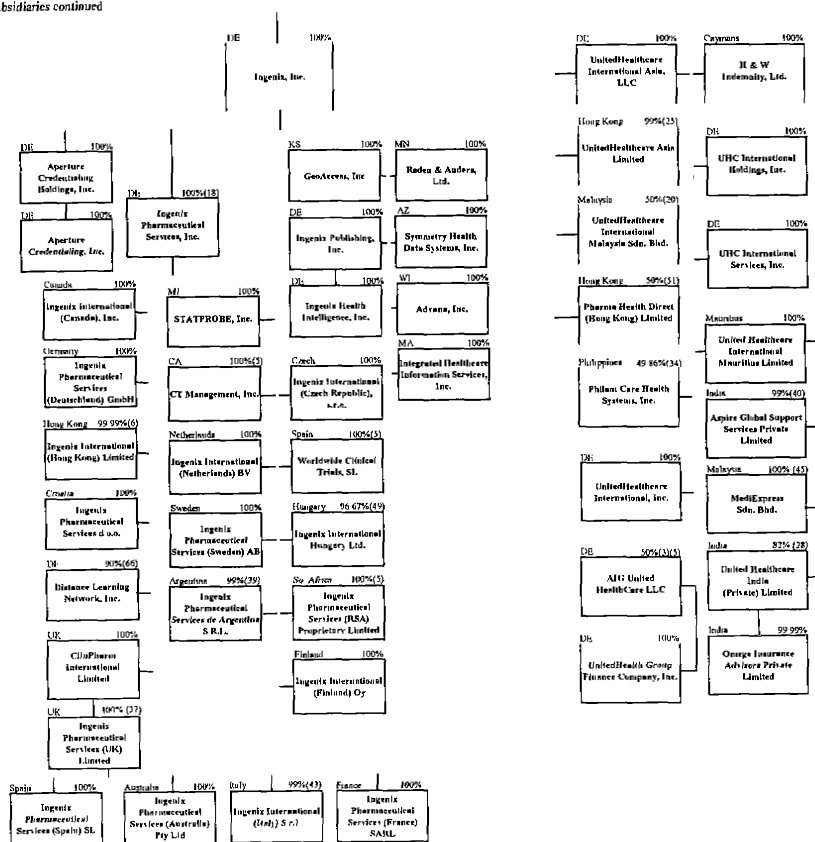 bsidiaries continued
DE 100%
Ingenix, Inc.
DE 100%
Aperture
Credentialing
Holdings, Inc.
DE 100%
Aperture
Credentialing, Inc.
DE 100%(18)
Ingenix
Pharmaceutical
Services, Inc.
KS 100%
GeoAccess, Inc
MN 100%
Reden & Anders,
Ltd.
DE 100%
Ingenix Publishing,
Inc.
AZ 100%
Symmetry Health
Data Systems, Inc.
DE 100%
Ingenix Health
Intelligence, Inc.
WI 100%
Advana, Inc.
MA 100%
Integrated Healthcare
Information Services,
Inc.
Canada 100%
Ingenix International
(Canada), Inc.
MI 100%
STATPROBE, Inc.
Germany 100%
Ingenix
Pharmaceutical
Services
(Deutschland) GmbH
CA 100%(5)
CT Management, Inc.
Czech 100%
Ingenix International
(Czech Republic),
s.r.o.
Hong Kong 99 99%(6)
Ingenix International
(Hong Kong) Limited
Netherlands 100%
Ingenix International
(Netherlands) BV
Spain 100%(5)
Worldwide Clinical
Trials, SL
Croatia 100%
Ingenix
Pharmaceutical
Services d.o.o.
Sweden 100%
Ingenix
Pharmaceutical
Services (Sweden) AB
Hungary 96 67%(49)
Ingenix International
Hungary Ltd.
DE 90%(66)
Distance Learning
Network, Inc.
Argentina 99%(39)
Ingenix
Pharmaceutical
Services de Argentina
S R.L.
So Africa 100%(5)
Ingenix
Pharmaceutical
Services (RSA)
Proprietary Limited
UK 100%
ClinPharm
International
Limited
Finland 100%
Ingenix International
(Finland) Oy
UK 100% (37)
Ingenix
Pharmaceutical
Services (UK)
Limited
Spain 100%
Ingenix
Pharmaceutical
Services (Spain) SL
Australia 100%
Ingenix
Pharmaceutical
Services (Australia)
Pty Ltd
Italy 99%(43)
Ingenix International
(Italy) S r.l
France 100%
Ingenix
Pharmaceutical
Services (France)
SARL
DE 100%
UnitedHealthcare
International Asia,
LLC
Caymans 100%
H & W
Indemnity, Ltd.
Hong Kong 99%(25)
UnitedHealthcare Asia
Limited
DE 100%
UHC International
Holdings, Inc.
Malaysia 50%(20)
UnitedHealthcare
International
Malaysia Sdn. Bhd.
DE 100%
UHC International
Services, Inc.
Hong Kong 50%(51)
Pharma Health Direct
(Hong Kong) Limited
Mauritius 100%
United Healthcare
International
Mauritius Limited
Philippines 49 86%(34)
Philam Care Health
Systems, Inc.
India 99%(40)
Aspire Global Support
Services Private
Limited
DE 100%
UnitedHealthcare
International, Inc.
Malaysia 100% (45)
MediExpress
Sdn. Bhd.
DE 50%(3)(5)
AIG United
HealthCare LLC
India 82% (28)
United Healthcare
India
(Private) Limited
DE 100%
UnitedHealth Group
Finance Company, Inc.
India 99 99%
Omega Insurance
Advisors Private
Limited